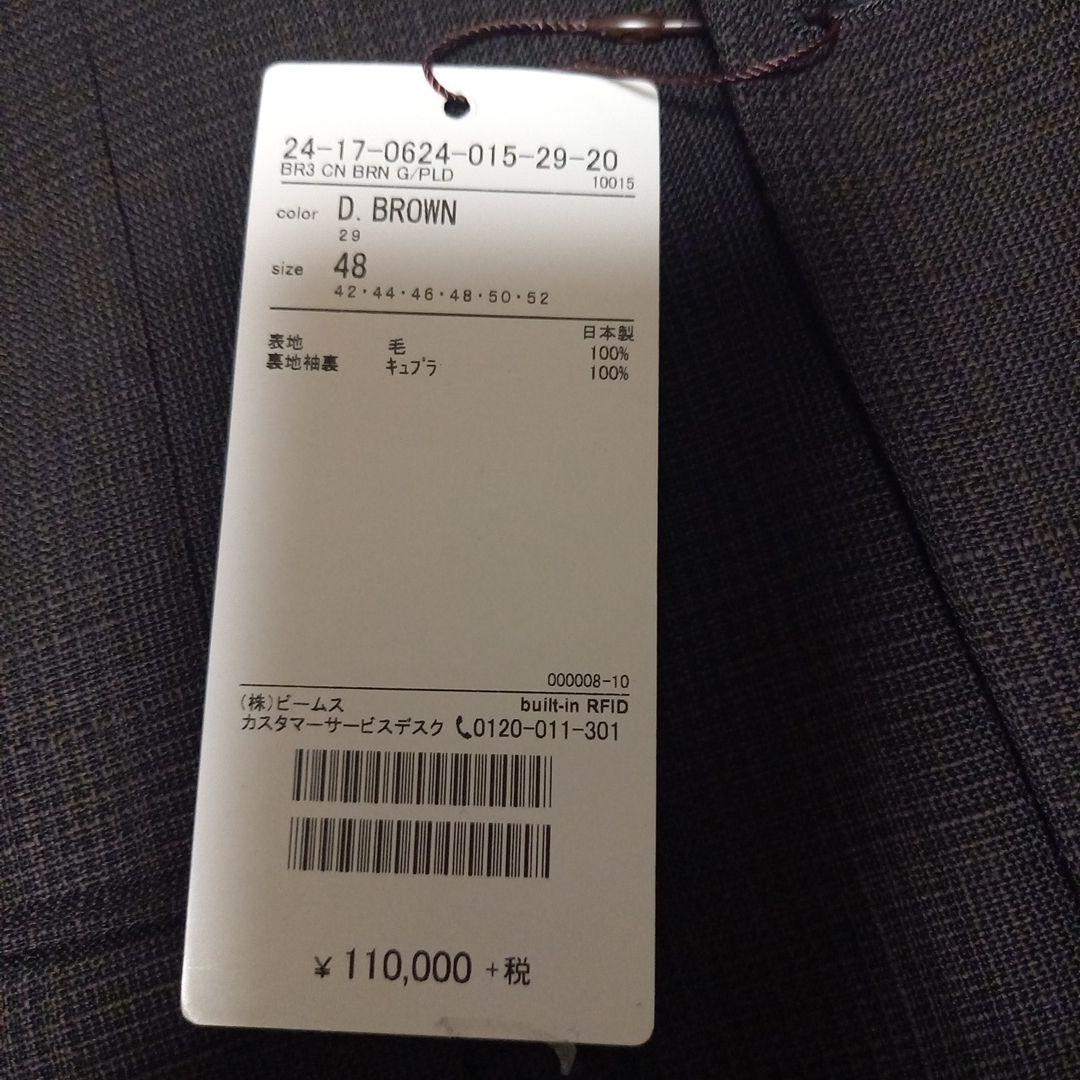 24-17-0624-015-29-20
BR3 CN BRN G/PLD
10015
color D. BROWN
29
size 48
42・44・46・48・50・52
日本製
表地 毛 100%
裏地袖裏 ｷｭﾌﾟﾗ 100%
000008-10
(株)ビームス built-in RFID
カスタマーサービスデスク 0120-011-301
¥ 110,000 +税